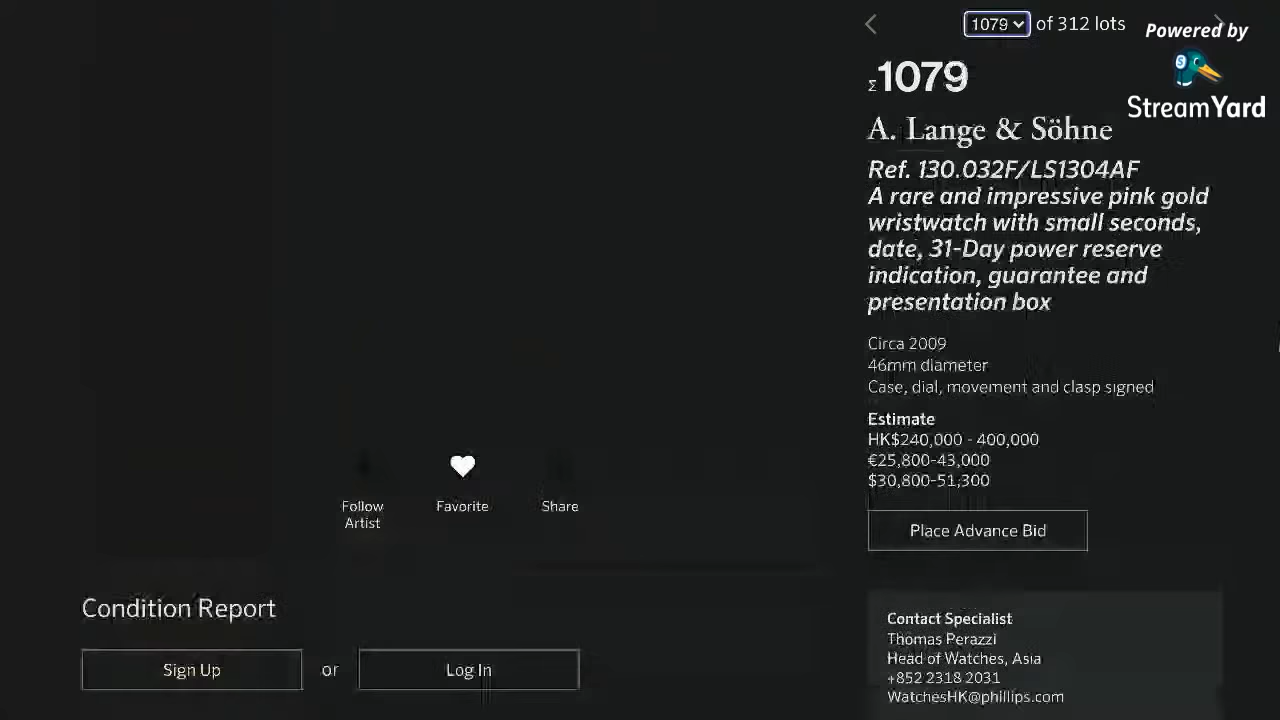 1079 of 312 lots
Powered by
StreamYard
Σ1079
A. Lange & Söhne
Ref. 130.032F/LS1304AF
A rare and impressive pink gold
wristwatch with small seconds,
date, 31-Day power reserve
indication, guarantee and
presentation box
Circa 2009
46mm diameter
Case, dial, movement and clasp signed
Estimate
HK$240,000 - 400,000
€25,800-43,000
$30,800-51,300
Place Advance Bid
Follow
Artist
Favorite
Share
Condition Report
Sign Up or Log In
Contact Specialist
Thomas Perazzi
Head of Watches, Asia
+852 2318 2031
WatchesHK@phillips.com